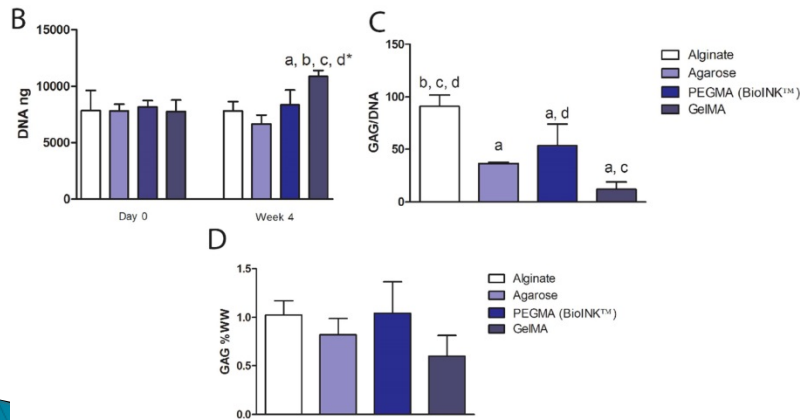 B
15000
10000
5000
0
DNA ng
a, b, c, d*
Day 0
Week 4
C
150
100
50
0
GAG/DNA
b, c, d
a
a, d
a, c
Alginate
Agarose
PEGMA (BioINK™)
GelMA
D
1.5
1.0
0.5
0.0
GAG %WW
Alginate
Agarose
PEGMA (BioINK™)
GelMA